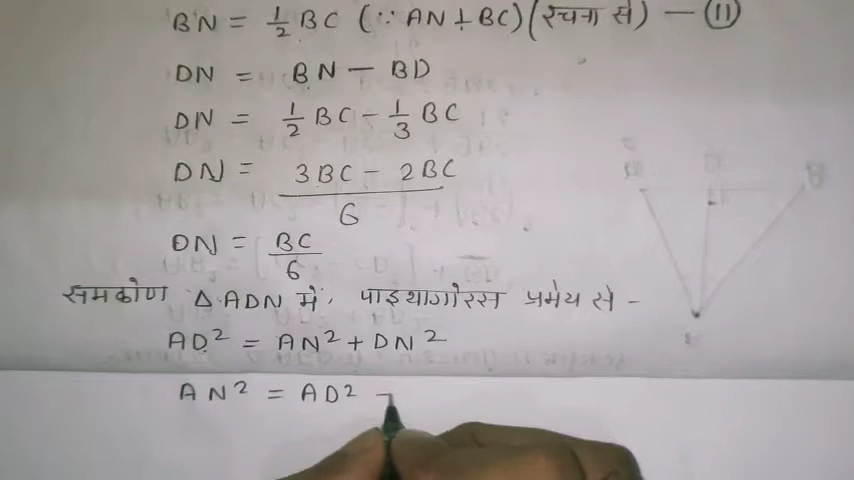 BN = 1/2 BC (∵ AN ⊥ BC) (रचना से) — (11)
DN = BN — BD
DN = 1/2 BC - 1/3 BC
DN = (3BC - 2BC)/6
DN = BC/6
समकोण △ ADN में, पाइथागोरस प्रमेय से -
AD² = AN² + DN²
AN² = AD² -